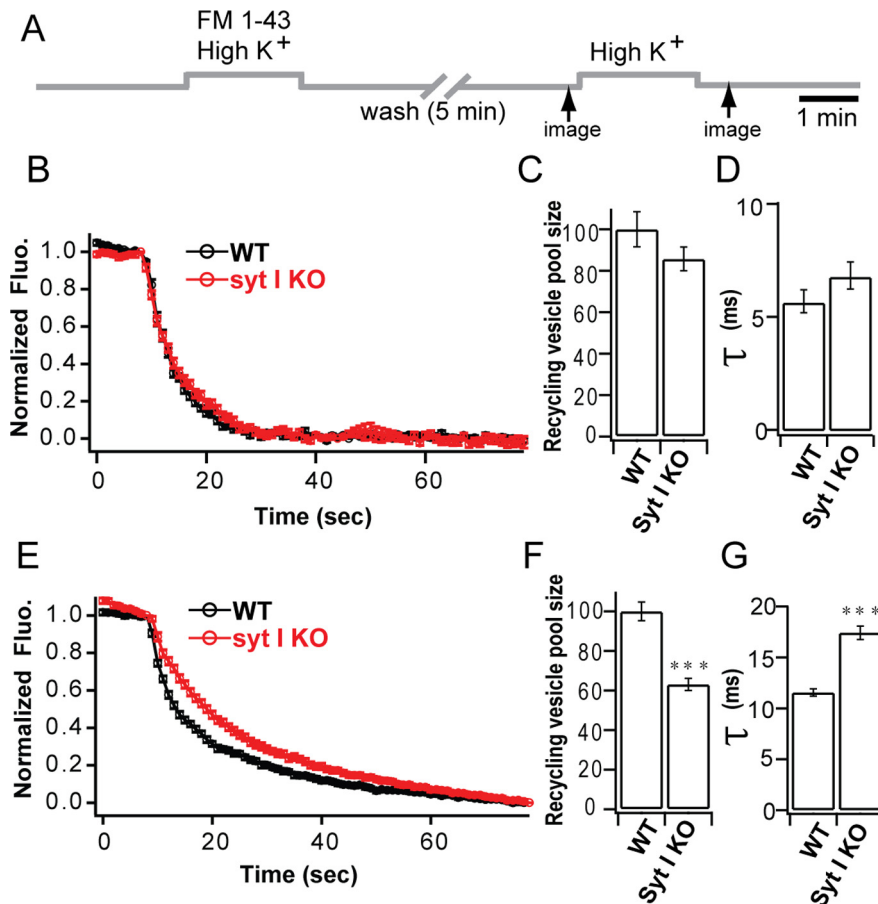 A
FM 1-43
High K+
High K+
wash (5 min)
image
image
1 min
B
Normalized Fluo.
1.0
0.8
0.6
0.4
0.2
0.0
WT
syt I KO
0
20
40
60
Time (sec)
C
Recycling vesicle pool size
100
80
60
40
20
0
WT
Syt I KO
D
τ (ms)
10
5
0
WT
Syt I KO
E
Normalized Fluo.
1.0
0.8
0.6
0.4
0.2
0.0
WT
syt I KO
0
20
40
60
Time (sec)
F
Recycling vesicle pool size
100
80
60
40
20
0
***
WT
Syt I KO
G
τ (ms)
20
15
10
5
0
***
WT
Syt I KO